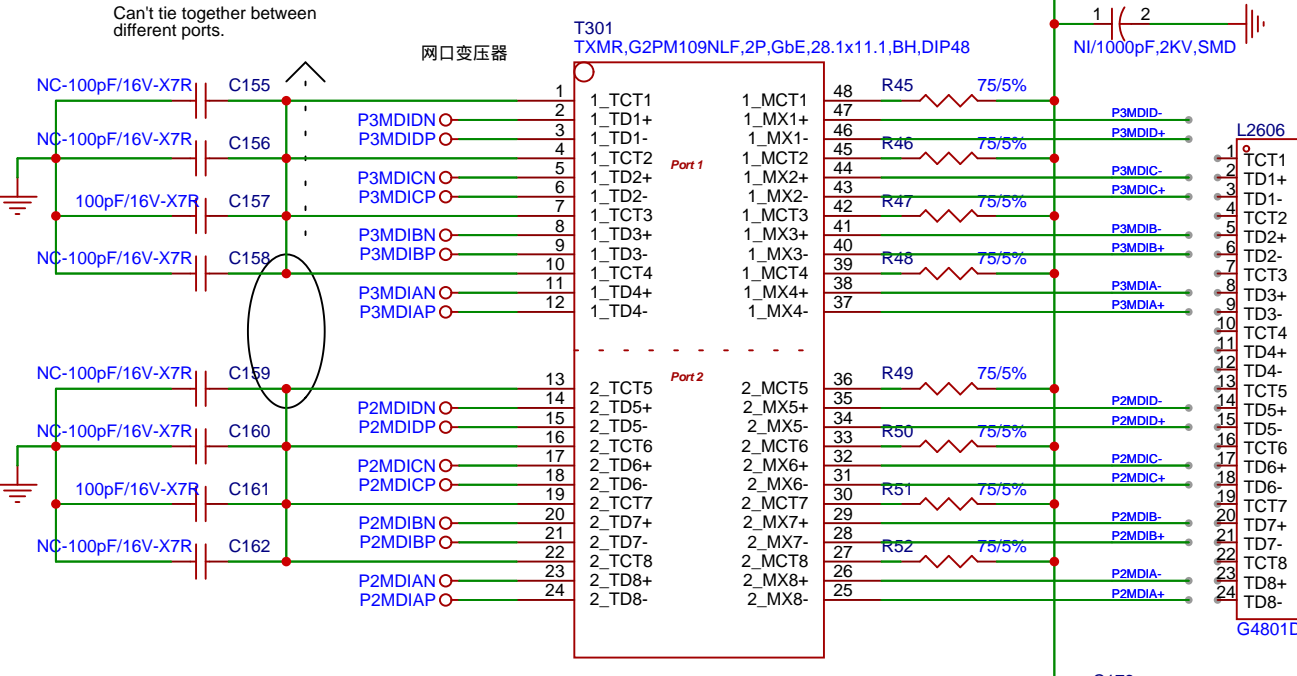 Can't tie together between
different ports.
网口变压器
T301
TXMR,G2PM109NLF,2P,GbE,28.1x11.1,BH,DIP48
1 2
NI/1000pF,2KV,SMD
NC-100pF/16V-X7R C155
NC-100pF/16V-X7R C156
100pF/16V-X7R C157
NC-100pF/16V-X7R C158
NC-100pF/16V-X7R C159
NC-100pF/16V-X7R C160
100pF/16V-X7R C161
NC-100pF/16V-X7R C162
P3MDIDN
P3MDIDP
P3MDICN
P3MDICP
P3MDIBN
P3MDIBP
P3MDIAN
P3MDIAP
P2MDIDN
P2MDIDP
P2MDICN
P2MDICP
P2MDIBN
P2MDIBP
P2MDIAN
P2MDIAP
1 1_TCT1 1_MCT1 48
2 1_TD1+ 1_MX1+ 47
3 1_TD1- 1_MX1- 46
4 1_TCT2 1_MCT2 45
Port 1
5 1_TD2+ 1_MX2+ 44
6 1_TD2- 1_MX2- 43
7 1_TCT3 1_MCT3 42
8 1_TD3+ 1_MX3+ 41
9 1_TD3- 1_MX3- 40
10 1_TCT4 1_MCT4 39
11 1_TD4+ 1_MX4+ 38
12 1_TD4- 1_MX4- 37
Port 2
13 2_TCT5 2_MCT5 36
14 2_TD5+ 2_MX5+ 35
15 2_TD5- 2_MX5- 34
16 2_TCT6 2_MCT6 33
17 2_TD6+ 2_MX6+ 32
18 2_TD6- 2_MX6- 31
19 2_TCT7 2_MCT7 30
20 2_TD7+ 2_MX7+ 29
21 2_TD7- 2_MX7- 28
22 2_TCT8 2_MCT8 27
23 2_TD8+ 2_MX8+ 26
24 2_TD8- 2_MX8- 25
R45 75/5%
P3MDID-
P3MDID+
R46 75/5%
P3MDIC-
P3MDIC+
R47 75/5%
P3MDIB-
P3MDIB+
R48 75/5%
P3MDIA-
P3MDIA+
R49 75/5%
P2MDID-
P2MDID+
R50 75/5%
P2MDIC-
P2MDIC+
R51 75/5%
P2MDIB-
P2MDIB+
R52 75/5%
P2MDIA-
P2MDIA+
L2606
1 TCT1
2 TD1+
3 TD1-
4 TCT2
5 TD2+
6 TD2-
7 TCT3
8 TD3+
9 TD3-
10 TCT4
11 TD4+
12 TD4-
13 TCT5
14 TD5+
15 TD5-
16 TCT6
17 TD6+
18 TD6-
19 TCT7
20 TD7+
21 TD7-
22 TCT8
23 TD8+
24 TD8-
G4801D